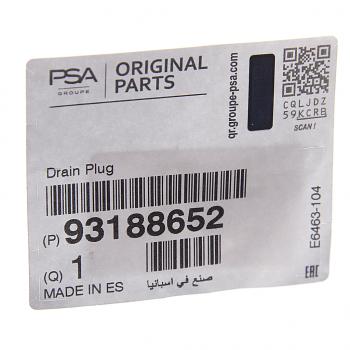 PSA
GROUPE
ORIGINAL
PARTS
qr.groupe-psa.com
CQLJDZ
59KCRB
SCAN!
Drain Plug
(P) 93188652
(Q) 1
MADE IN ES
صنع في اسبانيا
E6463-104
EAC